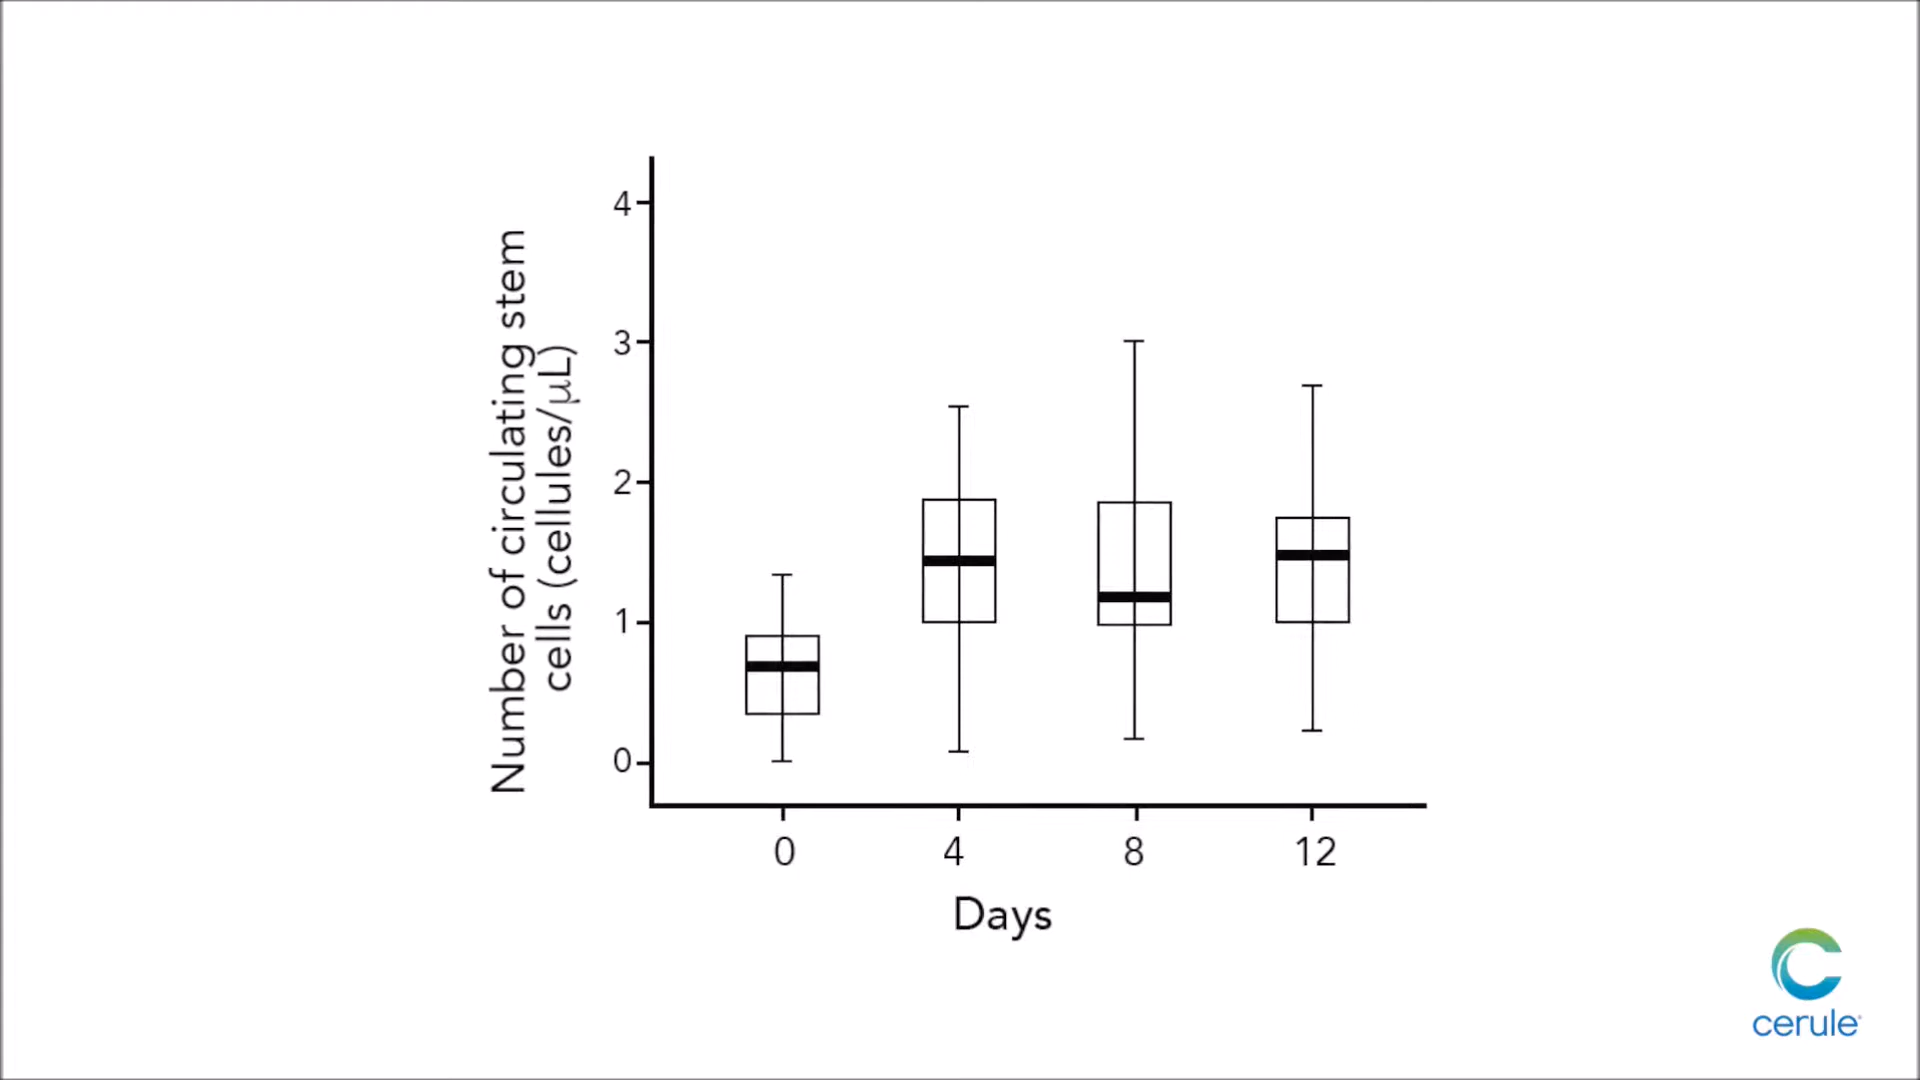 Number of circulating stem
cells (cellules/µL)
4
3
2
1
0
0 4 8 12
Days
cerule